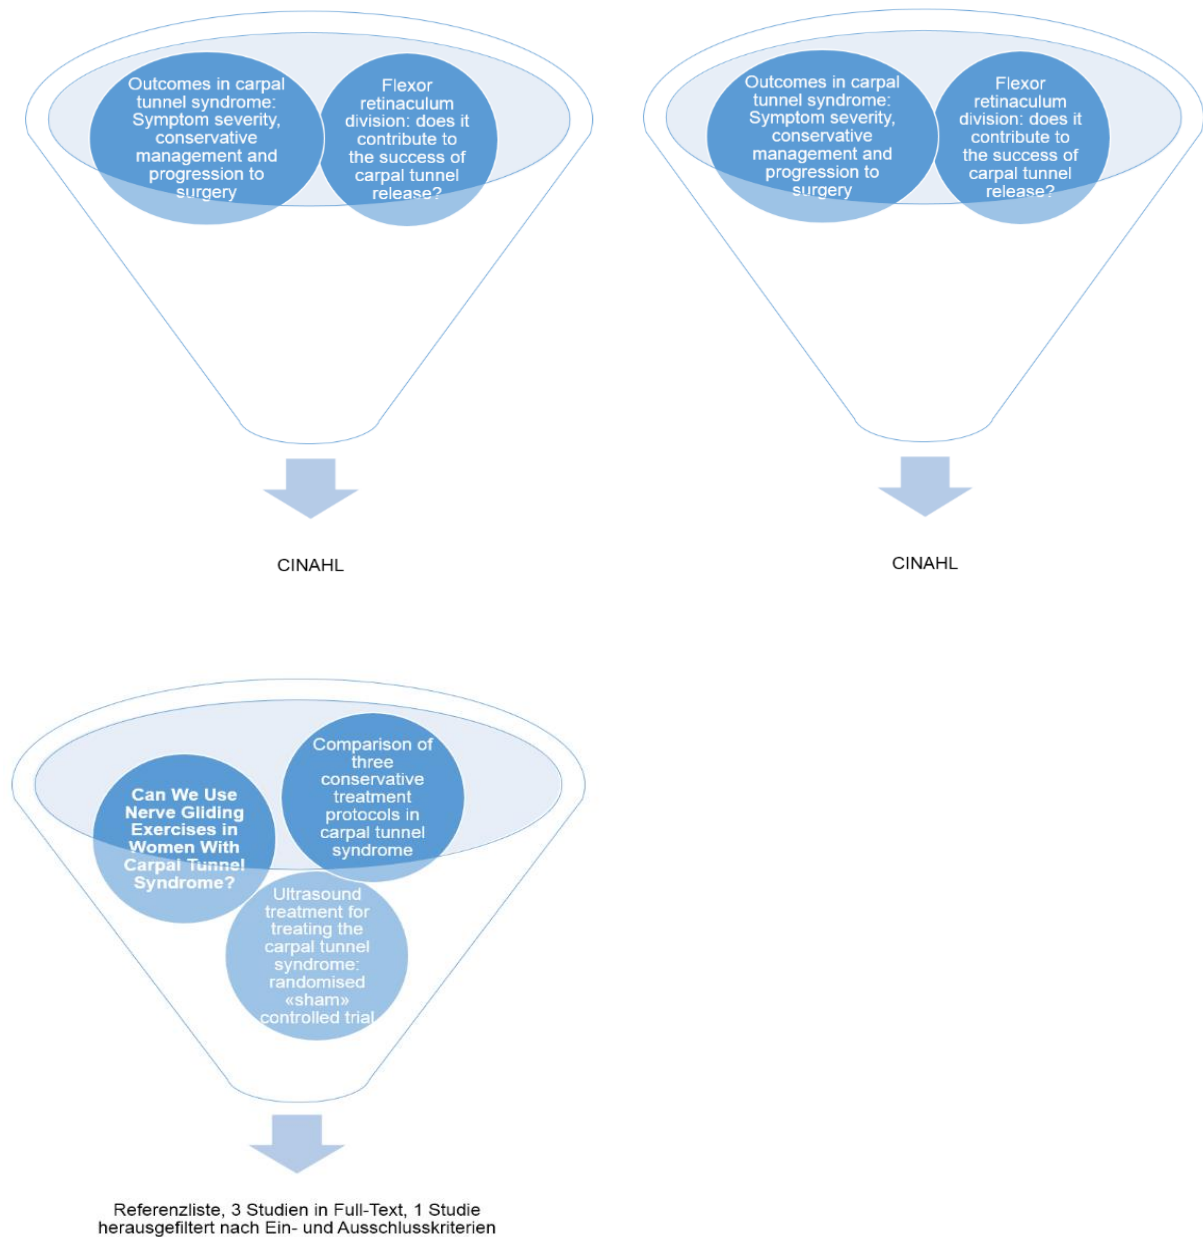 Outcomes in carpal
tunnel syndrome:
Symptom severity,
conservative
management and
progression to
surgery
Flexor
retinaculum
division: does it
contribute to
the success of
carpal tunnel
release?
CINAHL
Outcomes in carpal
tunnel syndrome:
Symptom severity,
conservative
management and
progression to
surgery
Flexor
retinaculum
division: does it
contribute to
the success of
carpal tunnel
release?
CINAHL
Can We Use
Nerve Gliding
Exercises in
Women With
Carpal Tunnel
Syndrome?
Comparison of
three
conservative
treatment
protocols in
carpal tunnel
syndrome
Ultrasound
treatment for
treating the
carpal tunnel
syndrome:
randomised
«sham»
controlled trial
Referenzliste, 3 Studien in Full-Text, 1 Studie
herausgefiltert nach Ein- und Ausschlusskriterien